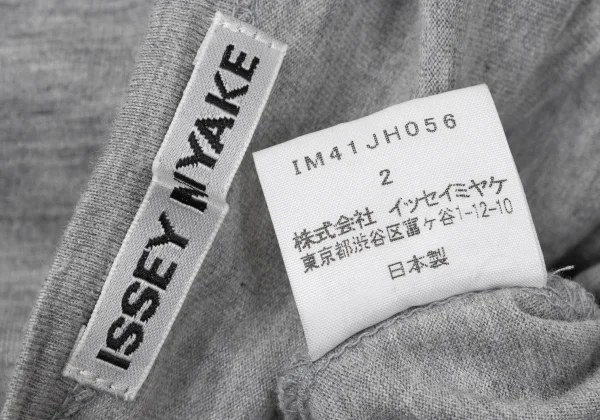 ISSEY MIYAKE
IM41JH056
2
株式会社 イッセイミヤケ
東京都渋谷区富ヶ谷1-12-10
日本製